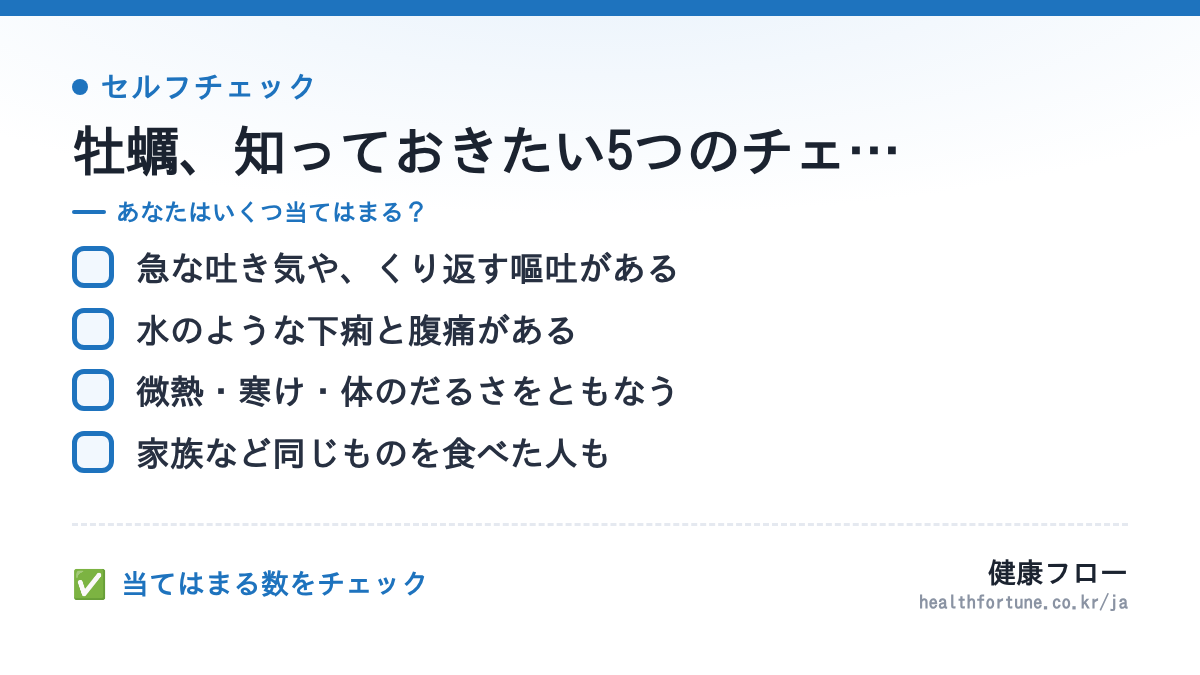 セルフチェック
牡蠣、知っておきたい5つのチェ…
あなたはいくつ当てはまる？
急な吐き気や、くり返す嘔吐がある
水のような下痢と腹痛がある
微熱・寒け・体のだるさをともなう
家族など同じものを食べた人も
✅ 当てはまる数をチェック
健康フロー
healthfortune.co.kr/ja